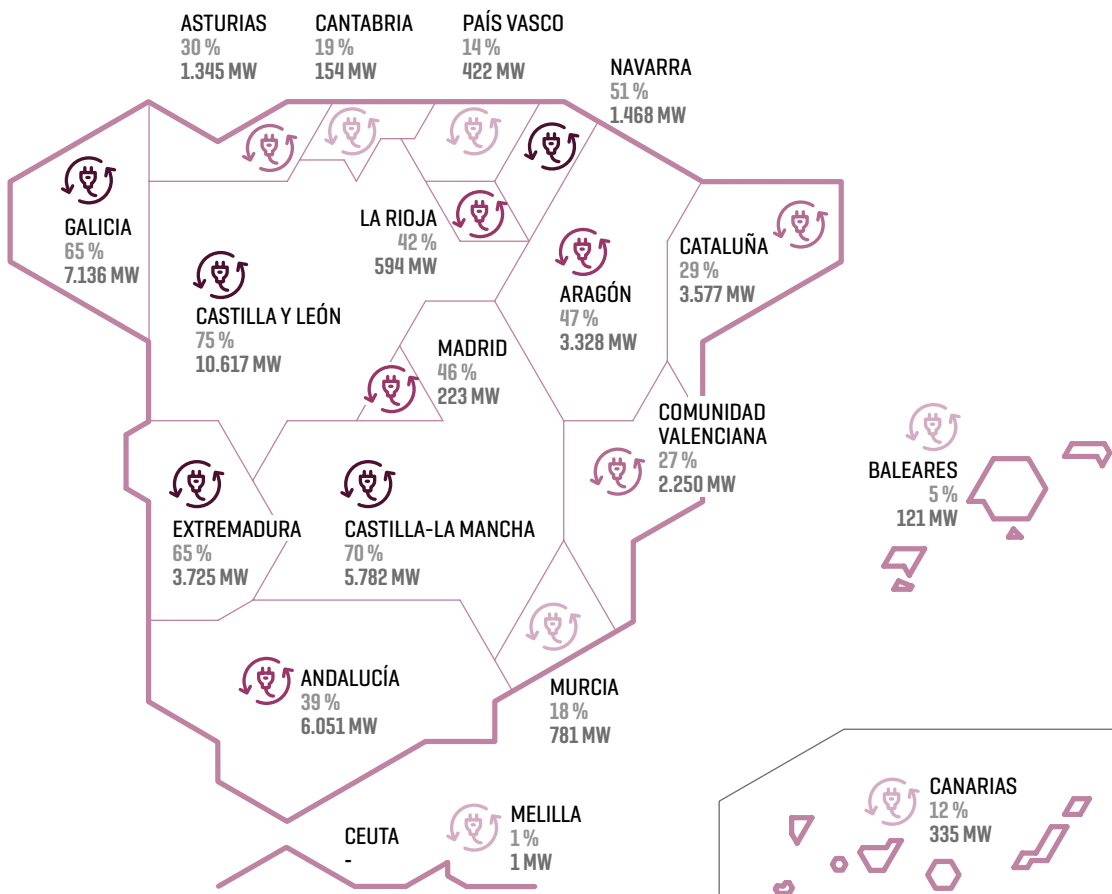 ASTURIAS
30 %
1.345 MW
CANTABRIA
19 %
154 MW
PAÍS VASCO
14 %
422 MW
NAVARRA
51 %
1.468 MW
GALICIA
65 %
7.136 MW
LA RIOJA
42 %
594 MW
CATALUÑA
29 %
3.577 MW
ARAGÓN
47 %
3.328 MW
CASTILLA Y LEÓN
75 %
10.617 MW
MADRID
46 %
223 MW
COMUNIDAD
VALENCIANA
27 %
2.250 MW
BALEARES
5 %
121 MW
EXTREMADURA
65 %
3.725 MW
CASTILLA-LA MANCHA
70 %
5.782 MW
ANDALUCÍA
39 %
6.051 MW
MURCIA
18 %
781 MW
CEUTA
-
MELILLA
1 %
1 MW
CANARIAS
12 %
335 MW